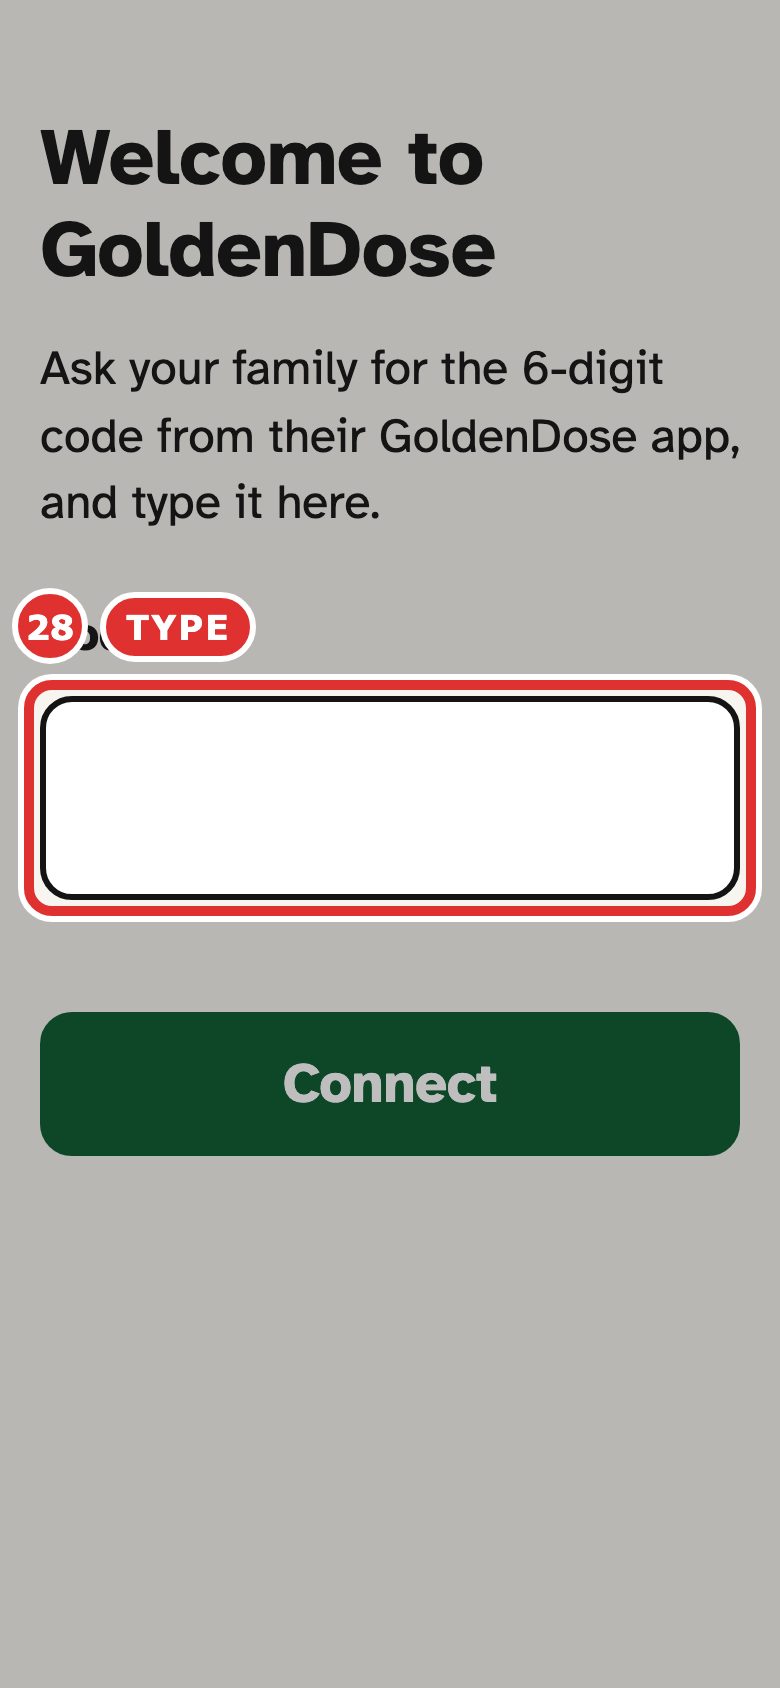 Welcome to
GoldenDose
Ask your family for the 6-digit
code from their GoldenDose app,
and type it here.
28 TYPE
Connect